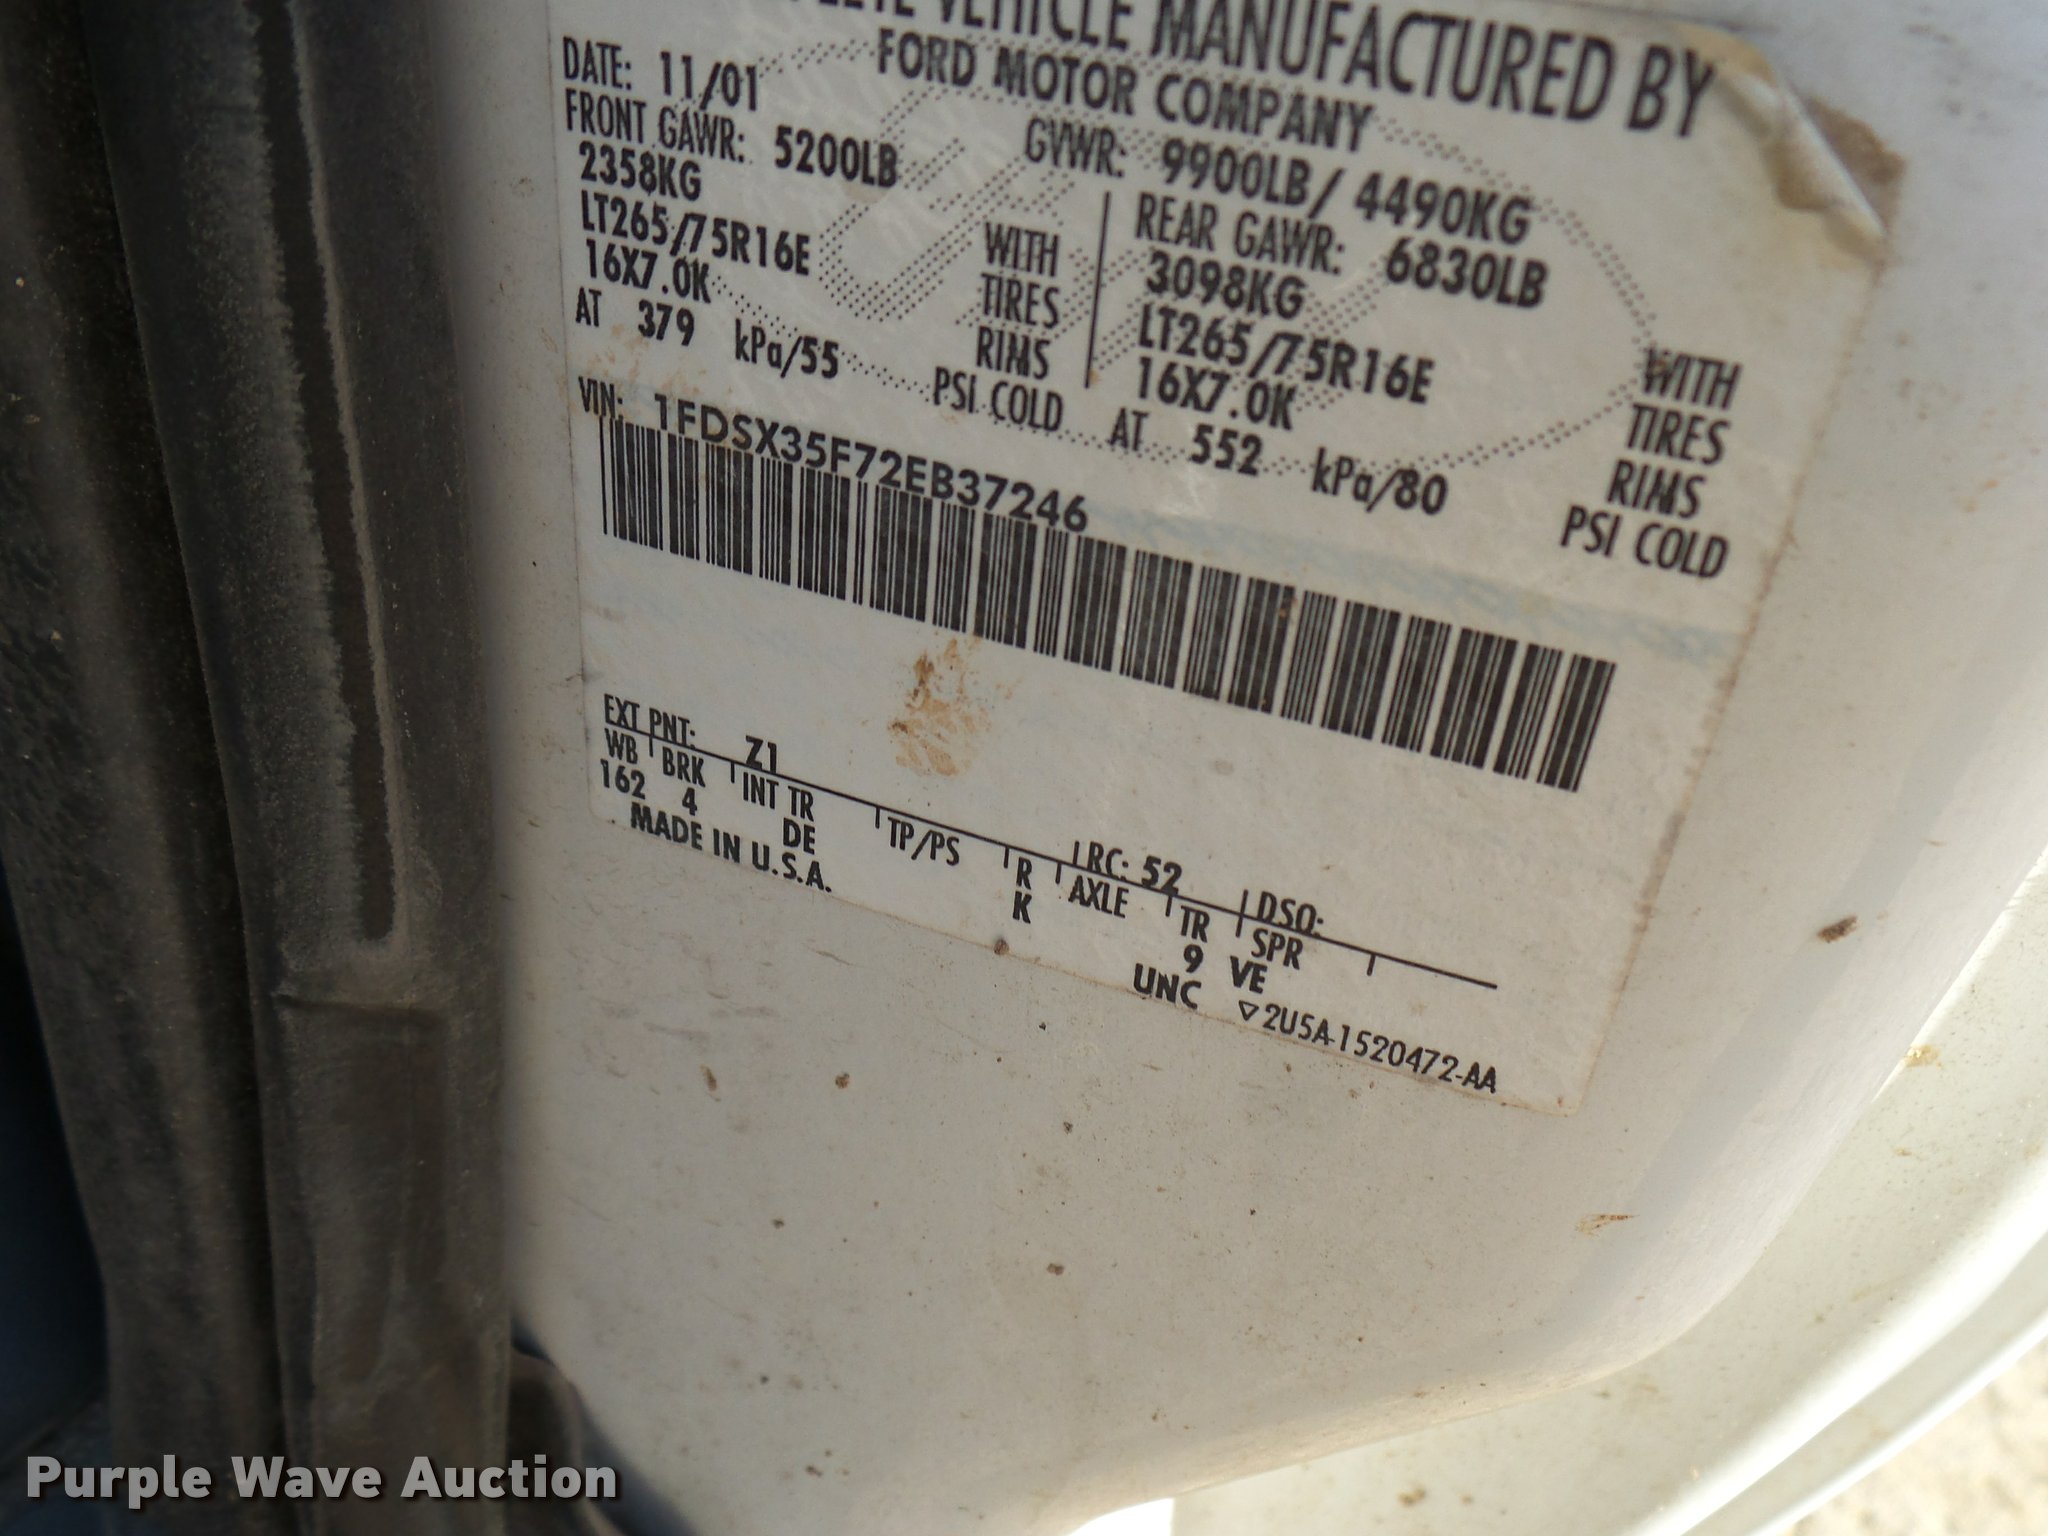 VEHICLE MANUFACTURED BY
FORD MOTOR COMPANY
DATE: 11/01
GVWR: 9900LB/ 4490KG
FRONT GAWR: 5200LB
2358KG WITH
LT265/75R16E TIRES
16X7.0K RIMS
AT 379 kPa/55 PSI COLD
REAR GAWR: 6830LB
3098KG WITH
LT265/75R16E TIRES
16X7.0K RIMS
AT 552 kPa/80 PSI COLD
VIN: 1FDSX35F72EB37246
EXT PNT: Z1 RC: 52 DSO:
WB BRK INT TR TP/PS R AXLE TR SPR
162 4 DE K 9 VE
MADE IN U.S.A. UNC ▽2U5A-1520472-AA
Purple Wave Auction